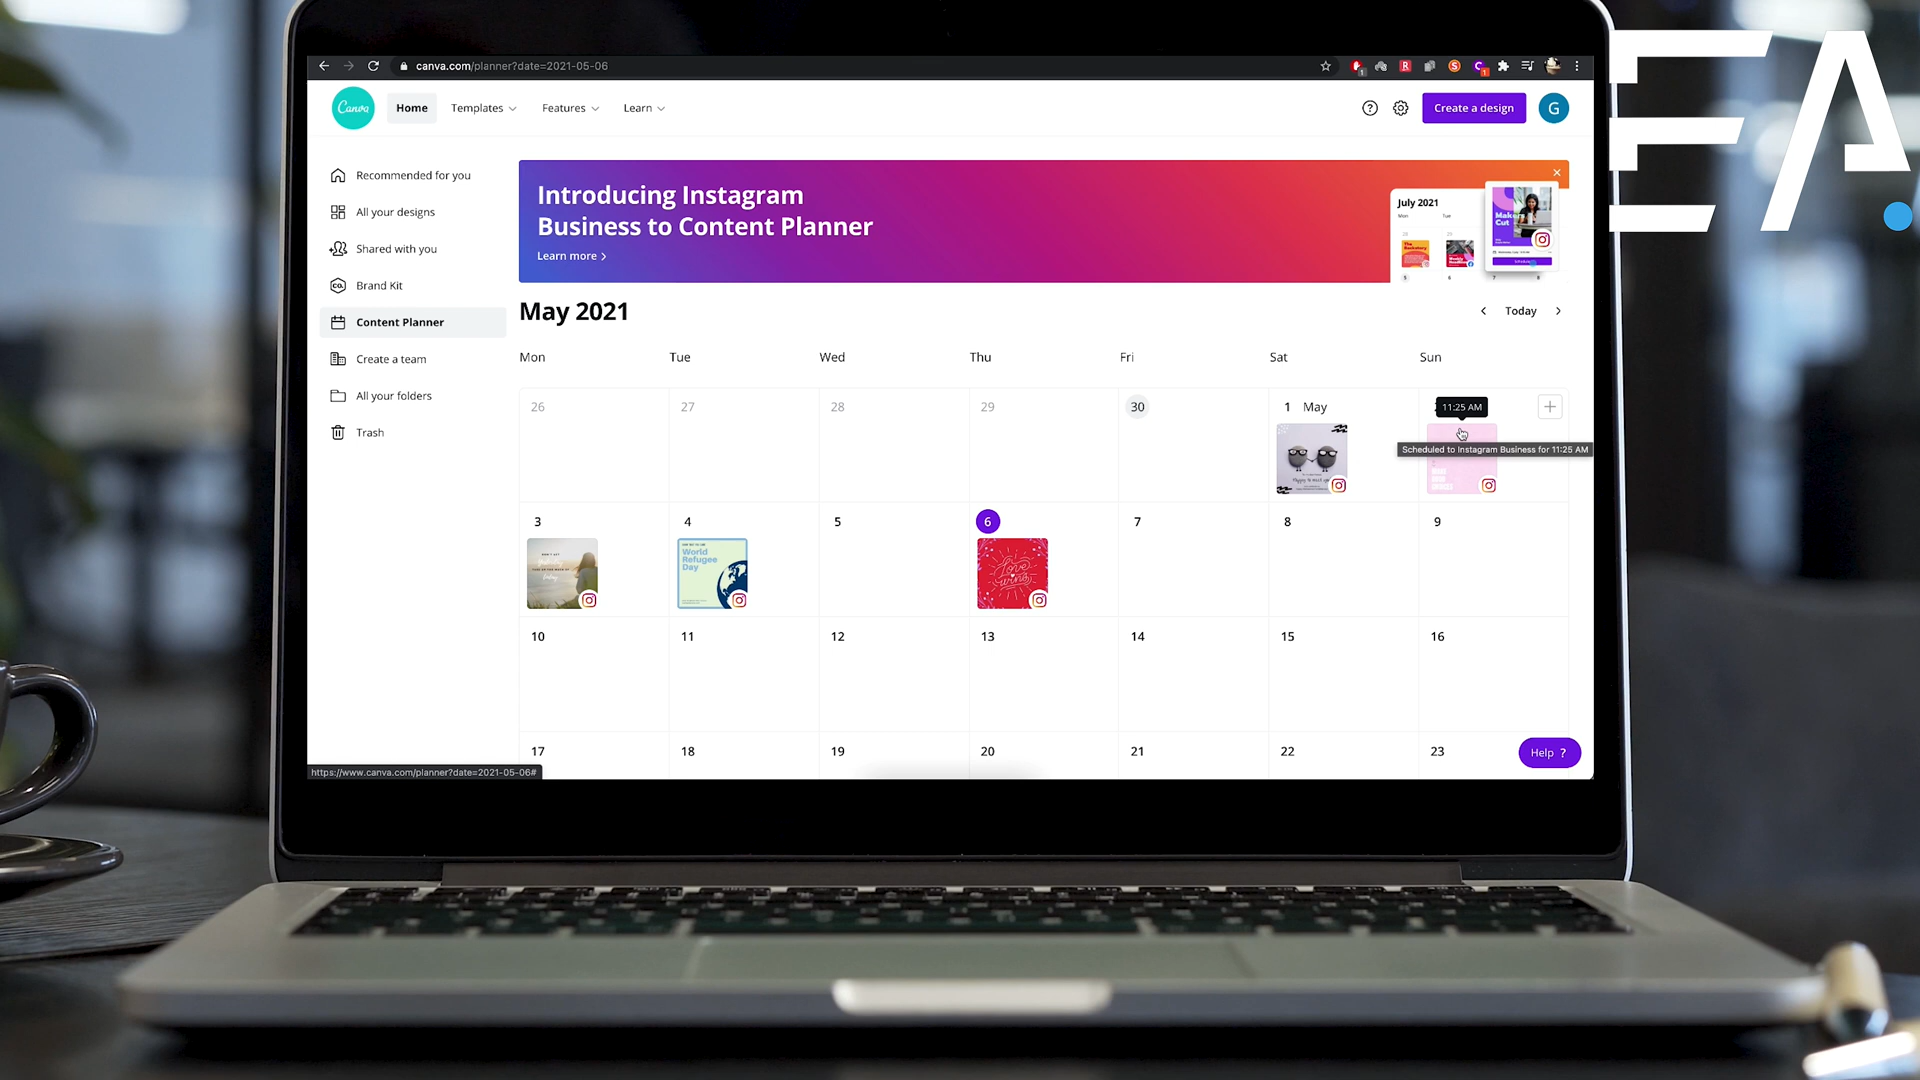 canva.com/planner?date=2021-05-06
EA.
Canva
Home
Templates
Features
Learn
Create a design
G
Recommended for you
All your designs
Shared with you
Brand Kit
Content Planner
Create a team
All your folders
Trash
Introducing Instagram
Business to Content Planner
Learn more
July 2021
Mon Tue
May 2021
Today
Mon Tue Wed Thu Fri Sat Sun
26 27 28 29 30 1 May
11:25 AM
Scheduled to Instagram Business for 11:25 AM
3 4 5 6 7 8 9
World
Refugee
Day
Love
wins
10 11 12 13 14 15 16
17 18 19 20 21 22 23
Help ?
https://www.canva.com/planner?date=2021-05-06#